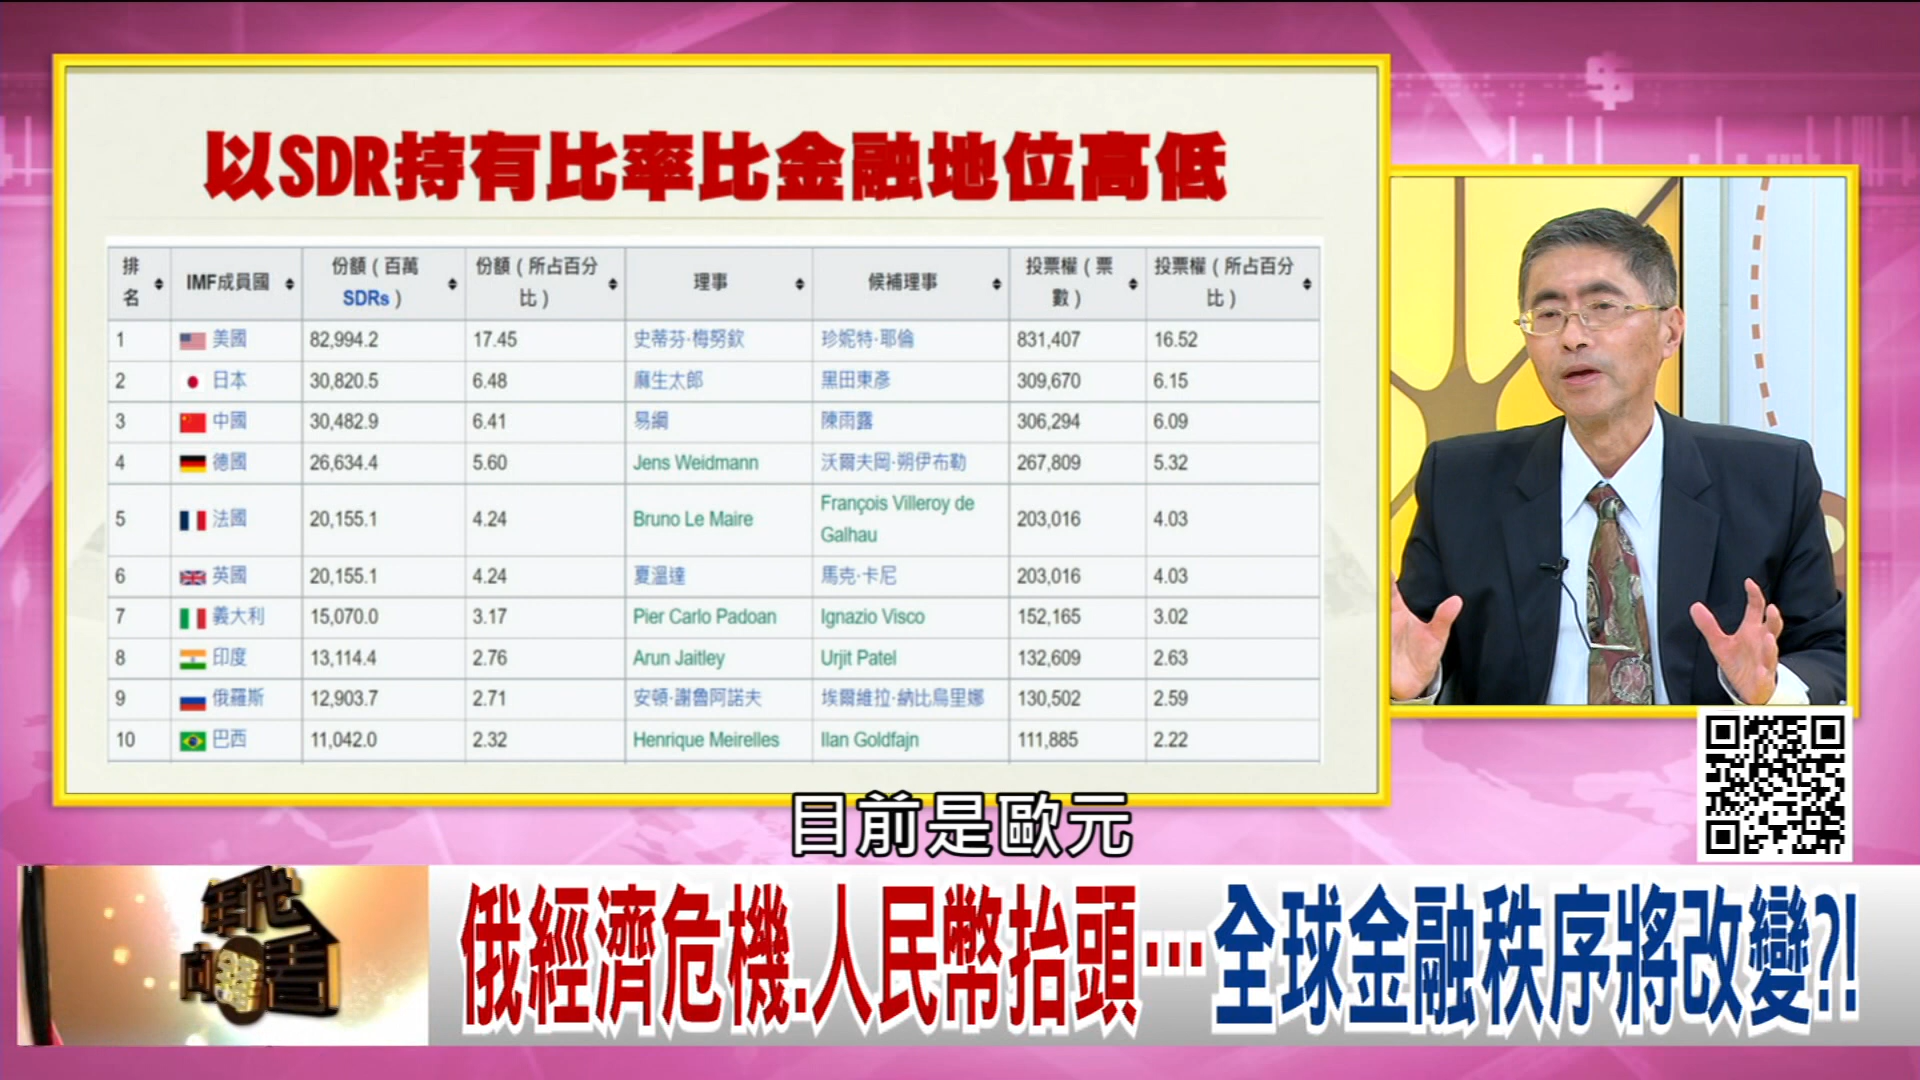 以SDR持有比率比金融地位高低
排名 IMF成員國 份額（百萬SDRs） 份額（所占百分比） 理事 候補理事 投票權（票數） 投票權（所占百分比）
1 美國 82,994.2 17.45 史蒂芬·梅努欽 珍妮特·耶倫 831,407 16.52
2 日本 30,820.5 6.48 麻生太郎 黑田東彥 309,670 6.15
3 中國 30,482.9 6.41 易綱 陳雨露 306,294 6.09
4 德國 26,634.4 5.60 Jens Weidmann 沃爾夫岡·朔伊布勒 267,809 5.32
5 法國 20,155.1 4.24 Bruno Le Maire François Villeroy de Galhau 203,016 4.03
6 英國 20,155.1 4.24 夏溫達 馬克·卡尼 203,016 4.03
7 義大利 15,070.0 3.17 Pier Carlo Padoan Ignazio Visco 152,165 3.02
8 印度 13,114.4 2.76 Arun Jaitley Urjit Patel 132,609 2.63
9 俄羅斯 12,903.7 2.71 安頓·謝魯阿諾夫 埃爾維拉·納比烏里娜 130,502 2.59
10 巴西 11,042.0 2.32 Henrique Meirelles Ilan Goldfajn 111,885 2.22
目前是歐元
年代向錢看
俄經濟危機.人民幣抬頭…全球金融秩序將改變?!